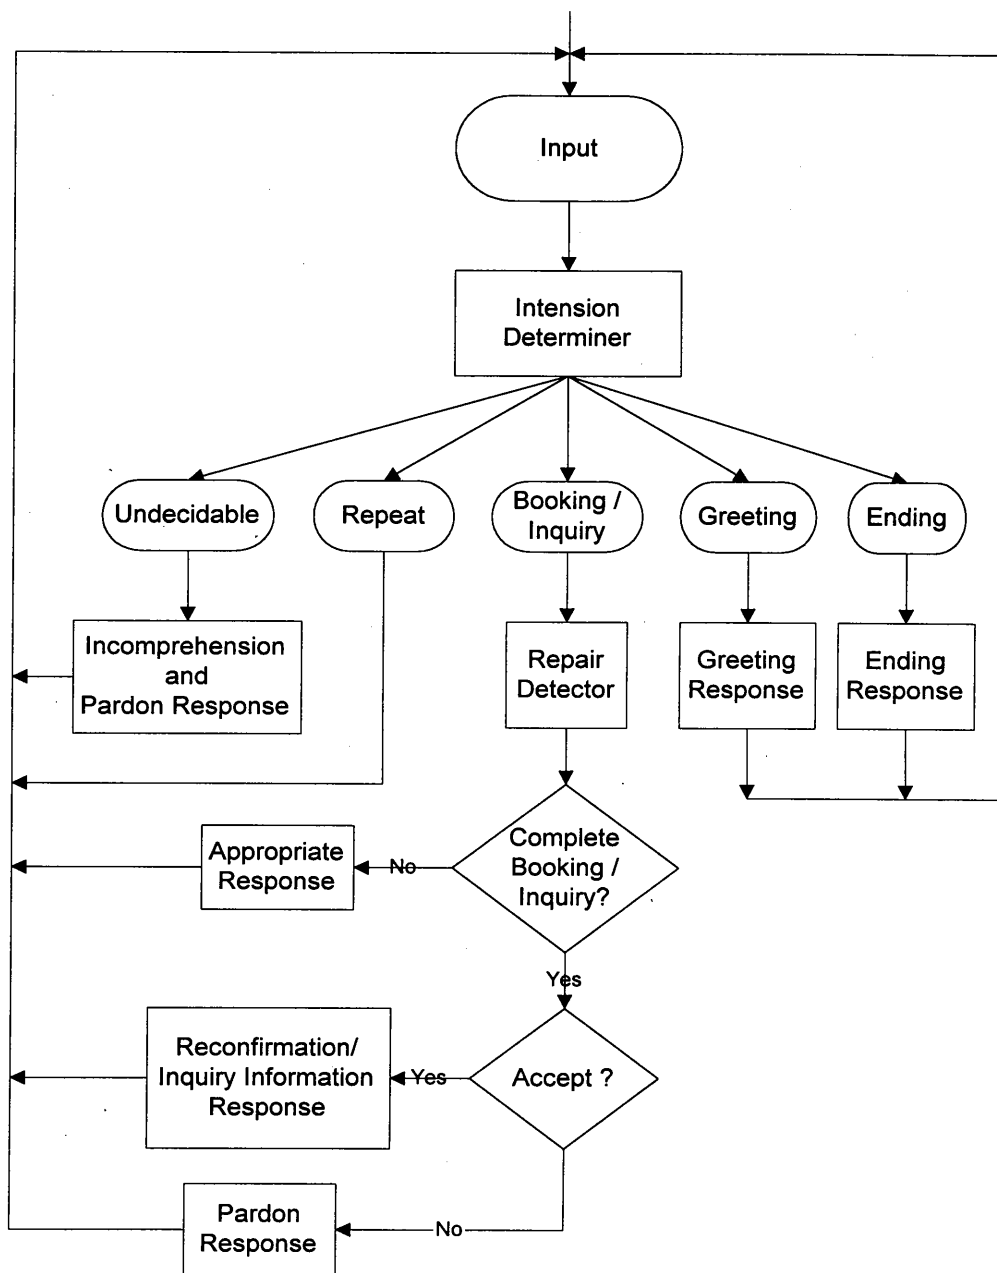 Input
Intension
Determiner
Undecidable
Repeat
Booking /
Inquiry
Greeting
Ending
Incomprehension
and
Pardon Response
Repair
Detector
Greeting
Response
Ending
Response
Appropriate
Response
No
Complete
Booking /
Inquiry?
Yes
Reconfirmation/
Inquiry Information
Response
Yes
Accept ?
Pardon
Response
No